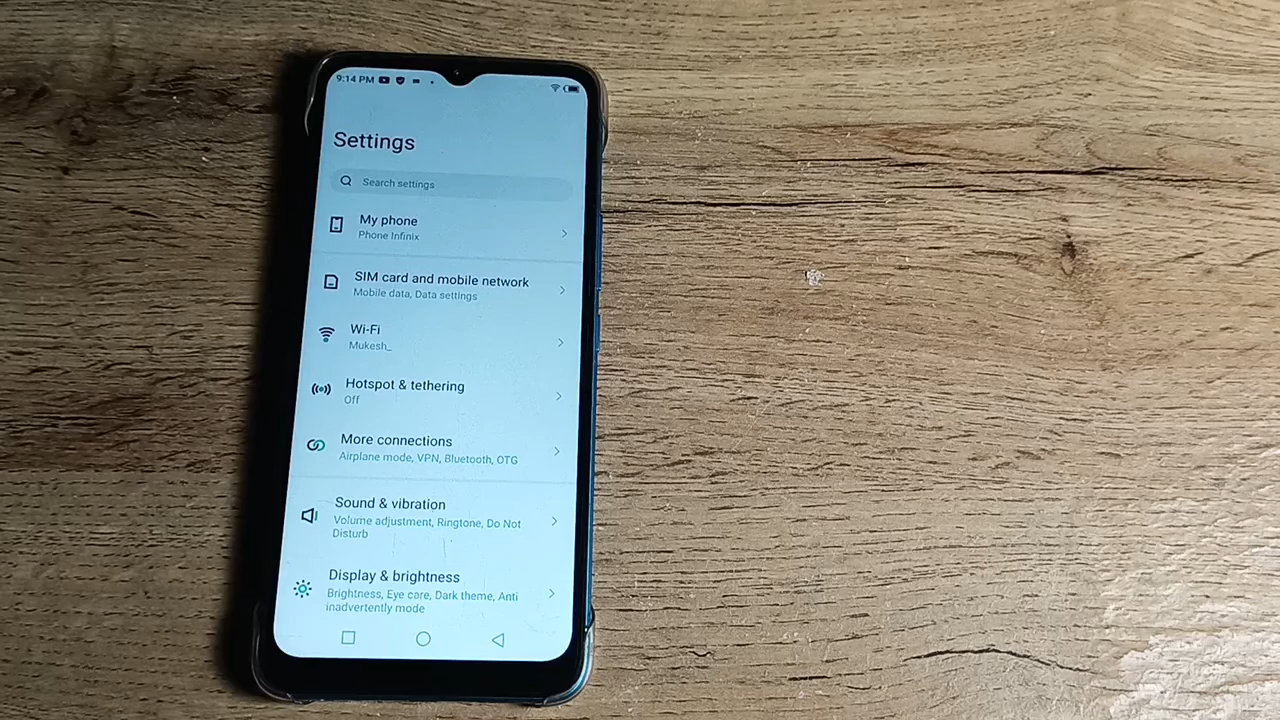 9:14 PM
Settings
Search settings
My phone
Phone Infinix
SIM card and mobile network
Mobile data, Data settings
Wi-Fi
Mukesh_
Hotspot & tethering
Off
More connections
Airplane mode, VPN, Bluetooth, OTG
Sound & vibration
Volume adjustment, Ringtone, Do Not
Disturb
Display & brightness
Brightness, Eye care, Dark theme, Anti
inadvertently mode